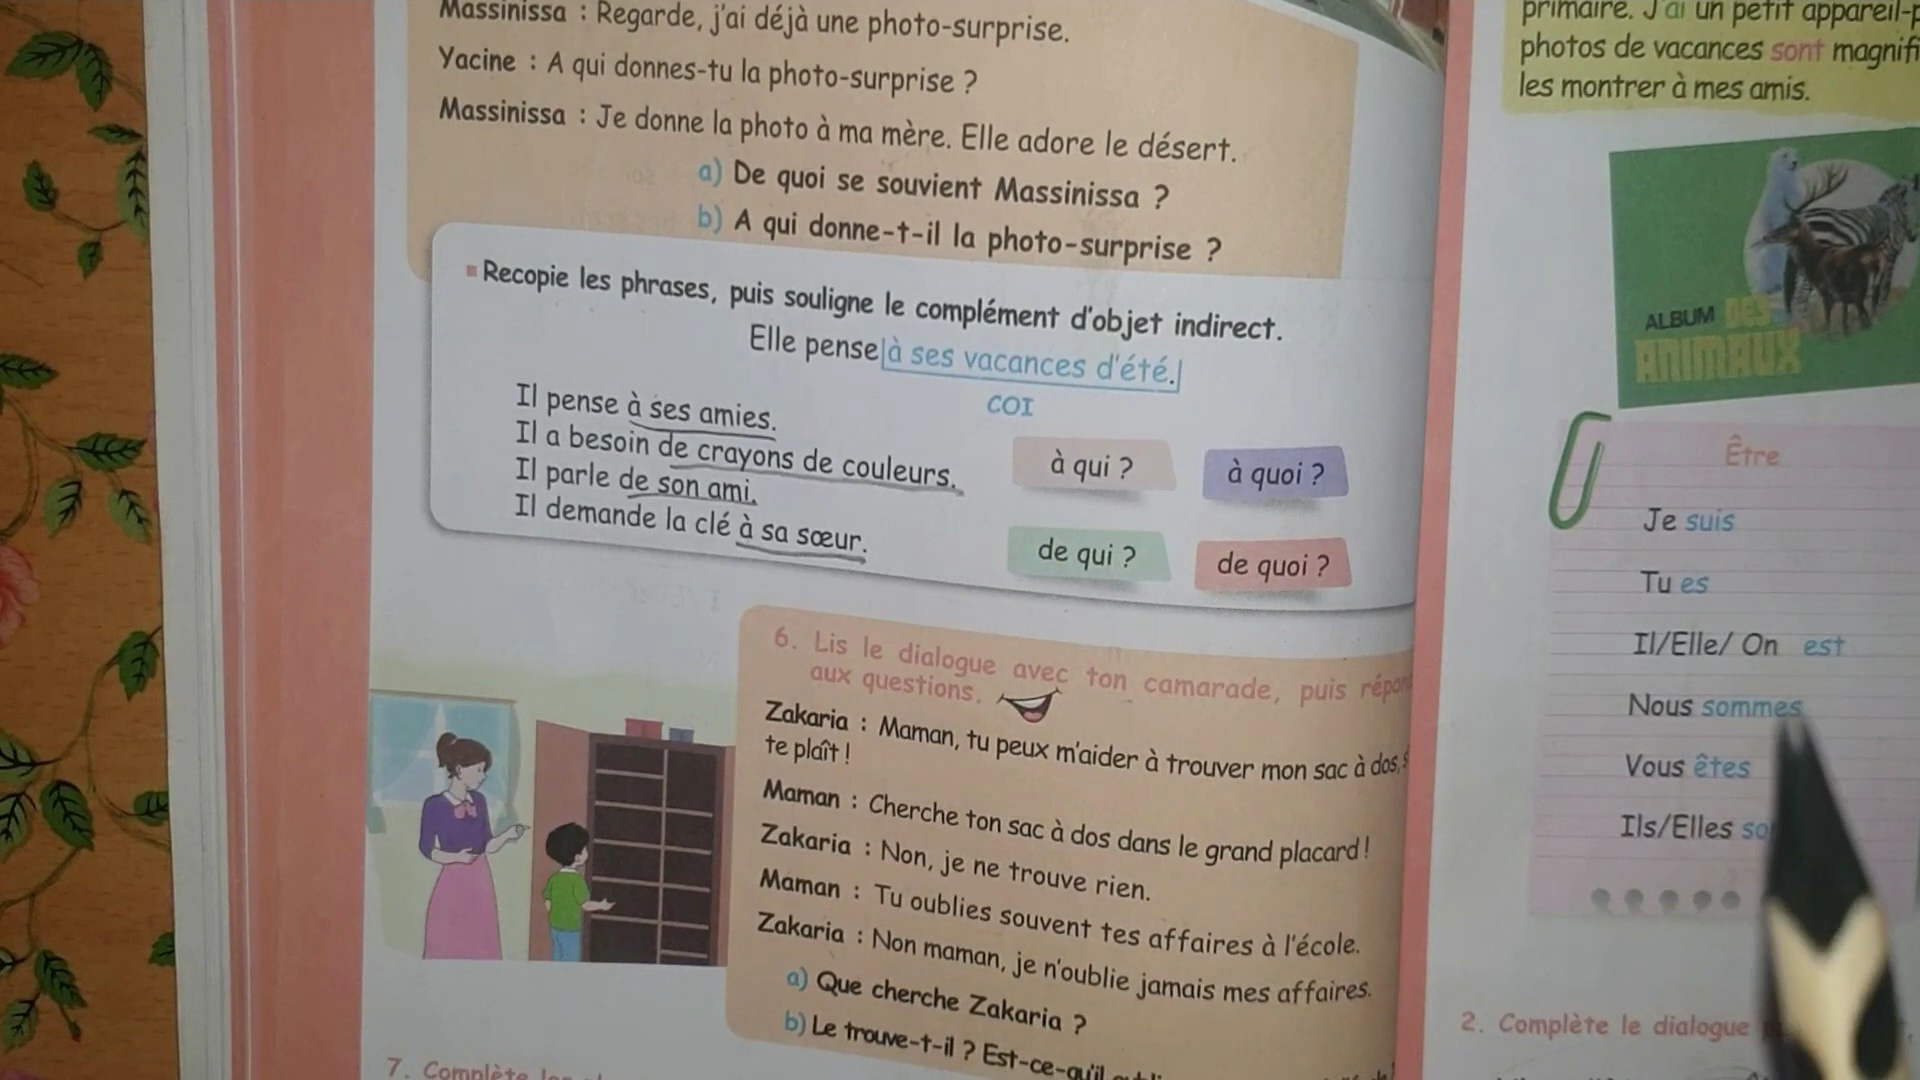 Massinissa : Regarde, j'ai déjà une photo-surprise.
Yacine : A qui donnes-tu la photo-surprise ?
Massinissa : Je donne la photo à ma mère. Elle adore le désert.
a) De quoi se souvient Massinissa ?
b) A qui donne-t-il la photo-surprise ?
Recopie les phrases, puis souligne le complément d'objet indirect.
Elle pense à ses vacances d'été.
COI
Il pense à ses amies.
Il a besoin de crayons de couleurs.
Il parle de son ami.
Il demande la clé à sa sœur.
à qui ?
à quoi ?
de qui ?
de quoi ?
6. Lis le dialogue avec ton camarade, puis
aux questions.
Zakaria : Maman, tu peux m'aider à trouver mon sac à dos,
te plaît !
Maman : Cherche ton sac à dos dans le grand placard !
Zakaria : Non, je ne trouve rien.
Maman : Tu oublies souvent tes affaires à l'école.
Zakaria : Non maman, je n'oublie jamais mes affaires.
a) Que cherche Zakaria ?
b) Le trouve-t-il ? Est-ce-qu'il
7. Complète
primaire. J'ai un petit
photos de vacances sont
les montrer à mes amis.
ALBUM DES
ANIMAUX
Être
Je suis
Tu es
Il/Elle/ On est
Nous sommes
Vous êtes
Ils/Elles
2. Complète le dialogue